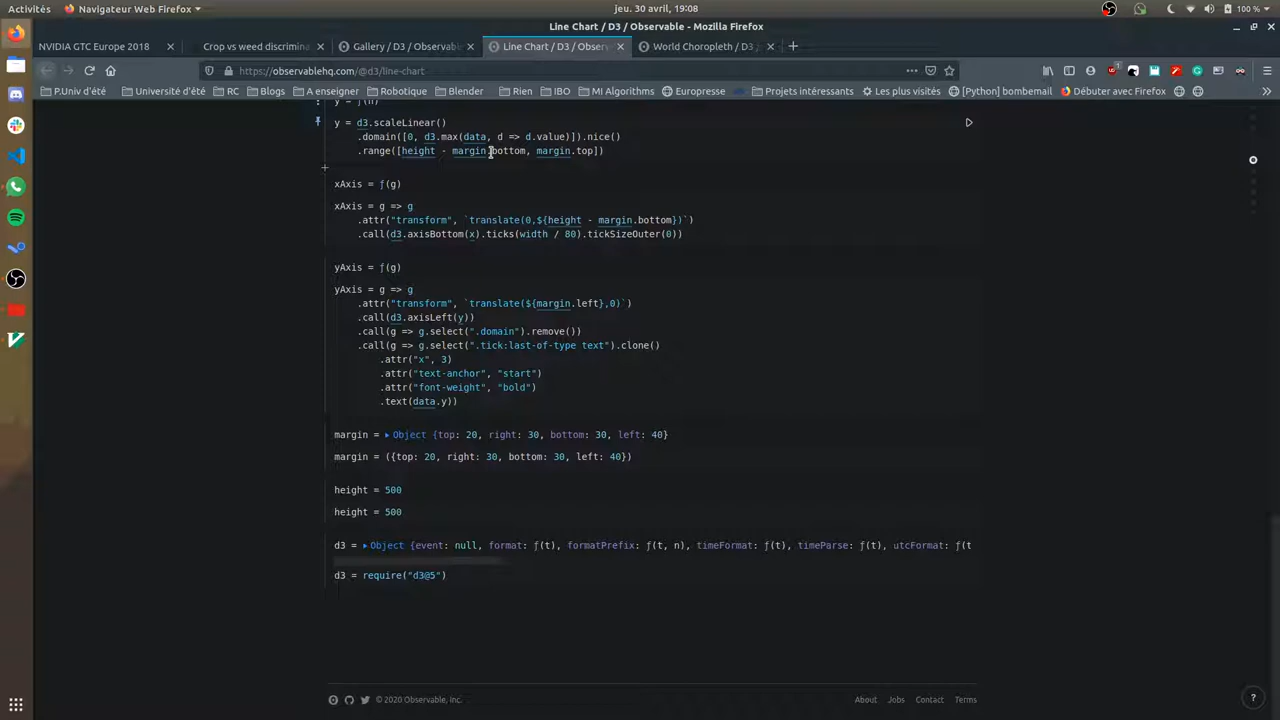 Activités Navigateur Web Firefox jeu. 30 avril, 19:08 100 %
Line Chart / D3 / Observable - Mozilla Firefox
NVIDIA GTC Europe 2018 Crop vs weed discrimina Gallery / D3 / Observabl Line Chart / D3 / Obser World Choropleth / D3
https://observablehq.com/@d3/line-chart
P.Univ d'été Université d'été RC Blogs A enseigner Robotique Blender Rien IBO MI Algorithms Europresse Projets intéressants Les plus visités [Python] bombemail Débuter avec Firefox
y = ƒ(n)
y = d3.scaleLinear()
.domain([0, d3.max(data, d => d.value)]).nice()
.range([height - margin.bottom, margin.top])
xAxis = ƒ(g)
xAxis = g => g
.attr("transform", `translate(0,${height - margin.bottom})`)
.call(d3.axisBottom(x).ticks(width / 80).tickSizeOuter(0))
yAxis = ƒ(g)
yAxis = g => g
.attr("transform", `translate(${margin.left},0)`)
.call(d3.axisLeft(y))
.call(g => g.select(".domain").remove())
.call(g => g.select(".tick:last-of-type text").clone()
.attr("x", 3)
.attr("text-anchor", "start")
.attr("font-weight", "bold")
.text(data.y))
margin = Object {top: 20, right: 30, bottom: 30, left: 40}
margin = ({top: 20, right: 30, bottom: 30, left: 40})
height = 500
height = 500
d3 = Object {event: null, format: ƒ(t), formatPrefix: ƒ(t, n), timeFormat: ƒ(t), timeParse: ƒ(t), utcFormat: ƒ(t
d3 = require("d3@5")
© 2020 Observable, Inc. About Jobs Contact Terms